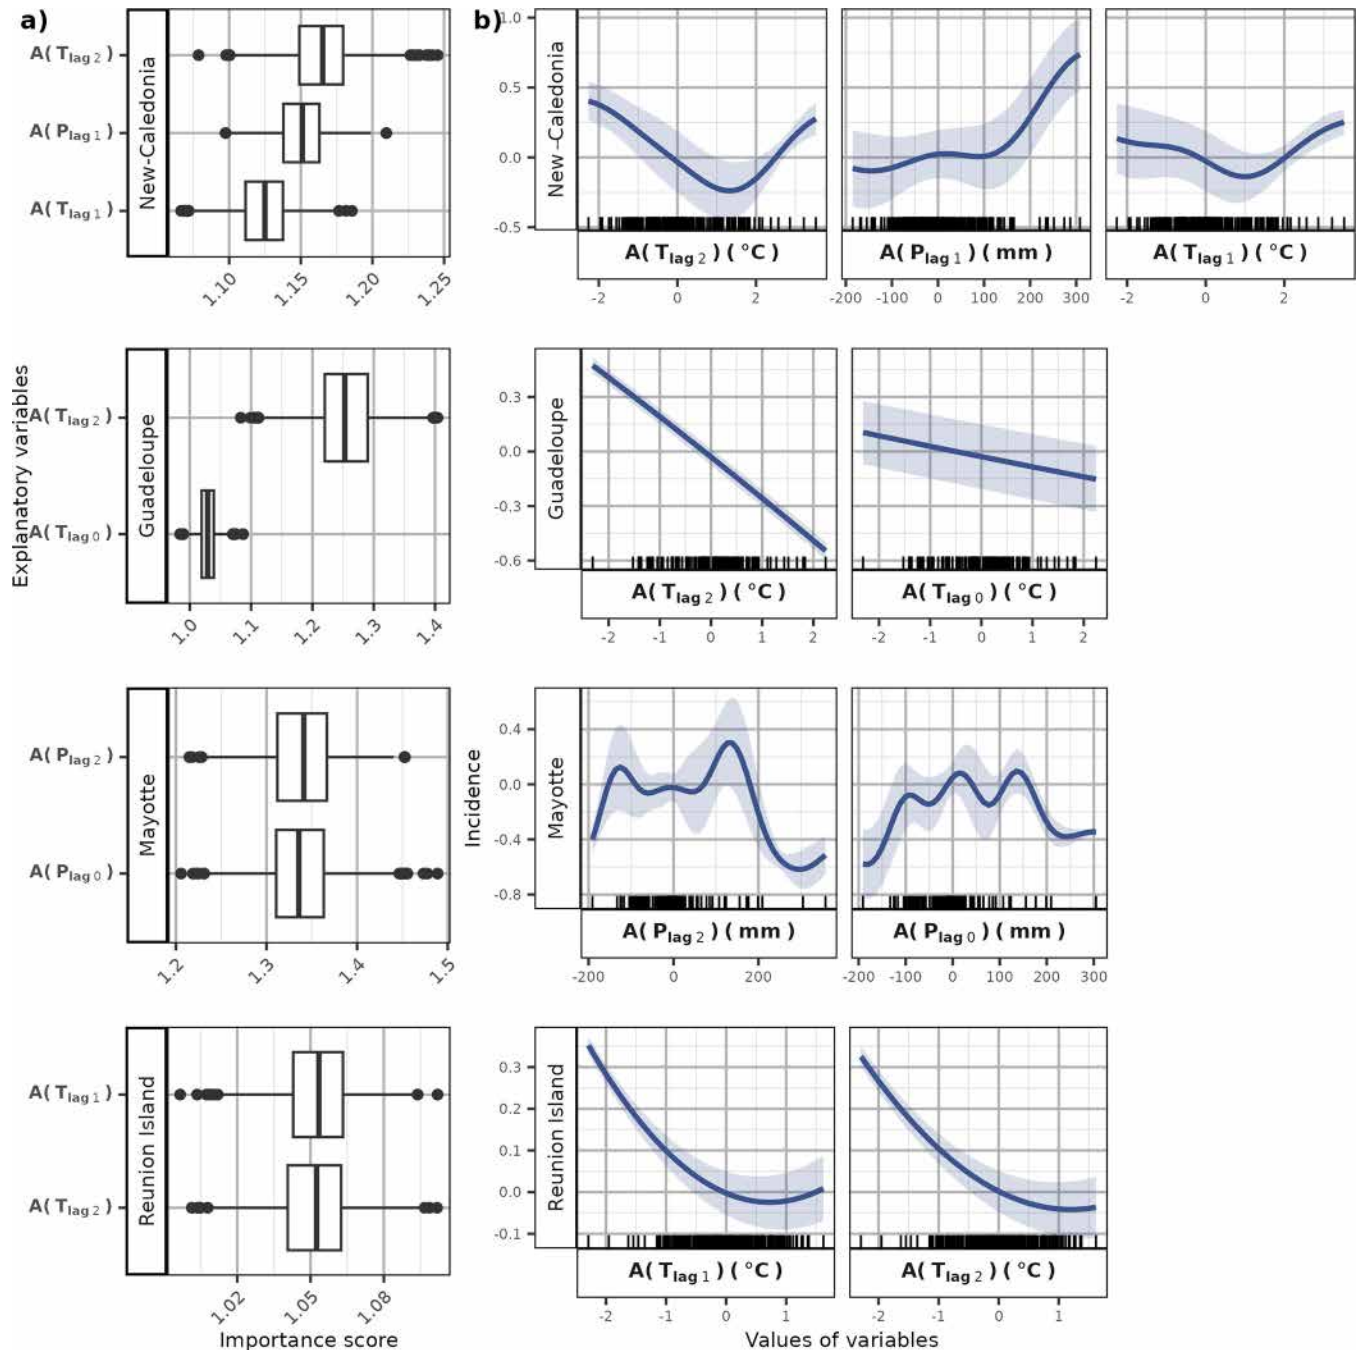 a)
b)
Explanatory variables
New-Caledonia
A( T lag 2 )
A( P lag 1 )
A( T lag 1 )
1.10 1.15 1.20 1.25
New-Caledonia
1.0
0.5
0.0
-0.5
A( T lag 2 ) ( °C )
-2 0 2
A( P lag 1 ) ( mm )
-200 -100 0 100 200 300
A( T lag 1 ) ( °C )
-2 0 2
Guadeloupe
A( T lag 2 )
A( T lag 0 )
1.0 1.1 1.2 1.3 1.4
Guadeloupe
0.3
0.0
-0.3
-0.6
A( T lag 2 ) ( °C )
-2 -1 0 1 2
A( T lag 0 ) ( °C )
-2 -1 0 1 2
Mayotte
A( P lag 2 )
A( P lag 0 )
1.2 1.3 1.4 1.5
Incidence
Mayotte
0.4
0.0
-0.4
-0.8
A( P lag 2 ) ( mm )
-200 0 200
A( P lag 0 ) ( mm )
-200 -100 0 100 200 300
Reunion Island
A( T lag 1 )
A( T lag 2 )
1.02 1.05 1.08
Importance score
Reunion Island
0.3
0.2
0.1
0.0
-0.1
A( T lag 1 ) ( °C )
-2 -1 0 1
A( T lag 2 ) ( °C )
-2 -1 0 1
Values of variables